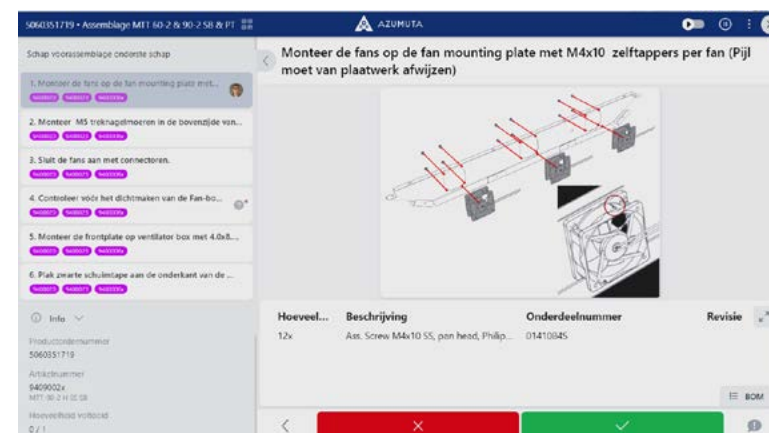 5060351719 • Assemblage MTT 60-2 & 90-2 SB & PT
AZUMUTA
Schap voorassemblage onderste schap
1. Monteer de fans op de fan mounting plate met...
2. Monteer M5 treknagelmoeren in de bovenzijde van...
3. Sluit de fans aan met connectoren.
4. Controleer vóór het dichtmaken van de Fan-bo...
5. Monteer de frontplate op ventilator box met 4.0x8....
6. Plak zwarte schuimtape aan de onderkant van de ...
Info
Productordernummer
5060351719
Artikelnummer
9409002x
Hoeveelheid voltooid
0 / 1
Monteer de fans op de fan mounting plate met M4x10 zelftappers per fan (Pijl
moet van plaatwerk afwijzen)
Hoeveel... Beschrijving Onderdeelnummer Revisie
12x Ass. Screw M4x10 SS, pan head, Philip... 0141084S
BOM